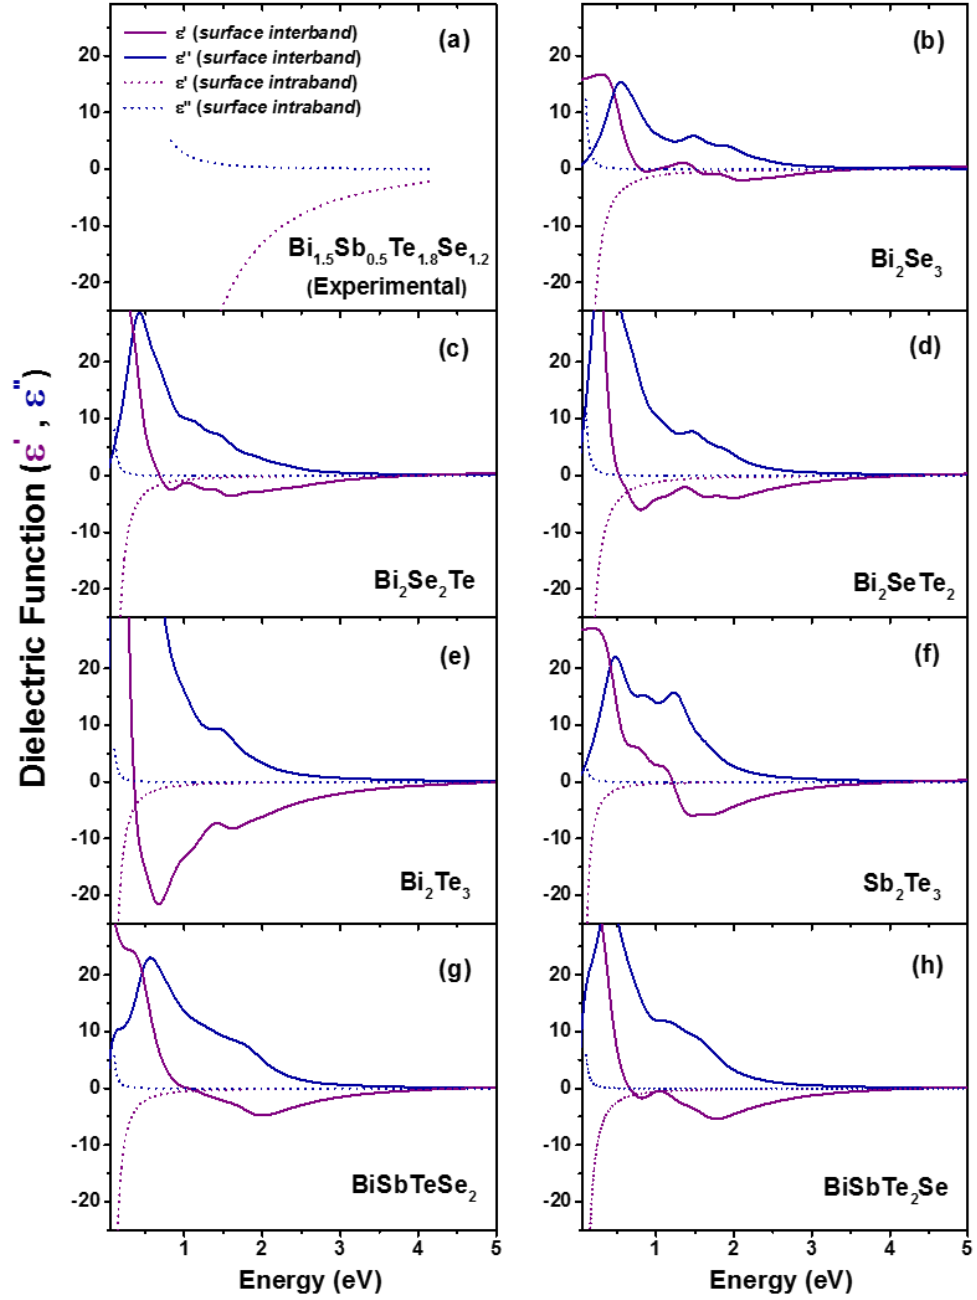 Dielectric Function (ε' , ε'')
ε' (surface interband)
ε'' (surface interband)
ε' (surface intraband)
ε'' (surface intraband)
(a)
20
10
0
-10
-20
Bi1.5Sb0.5Te1.8Se1.2
(Experimental)
(b)
20
10
0
-10
-20
Bi2Se3
(c)
20
10
0
-10
-20
Bi2Se2Te
(d)
20
10
0
-10
-20
Bi2SeTe2
(e)
20
10
0
-10
-20
Bi2Te3
(f)
20
10
0
-10
-20
Sb2Te3
(g)
20
10
0
-10
-20
BiSbTeSe2
1 2 3 4 5
Energy (eV)
(h)
20
10
0
-10
-20
BiSbTe2Se
1 2 3 4 5
Energy (eV)